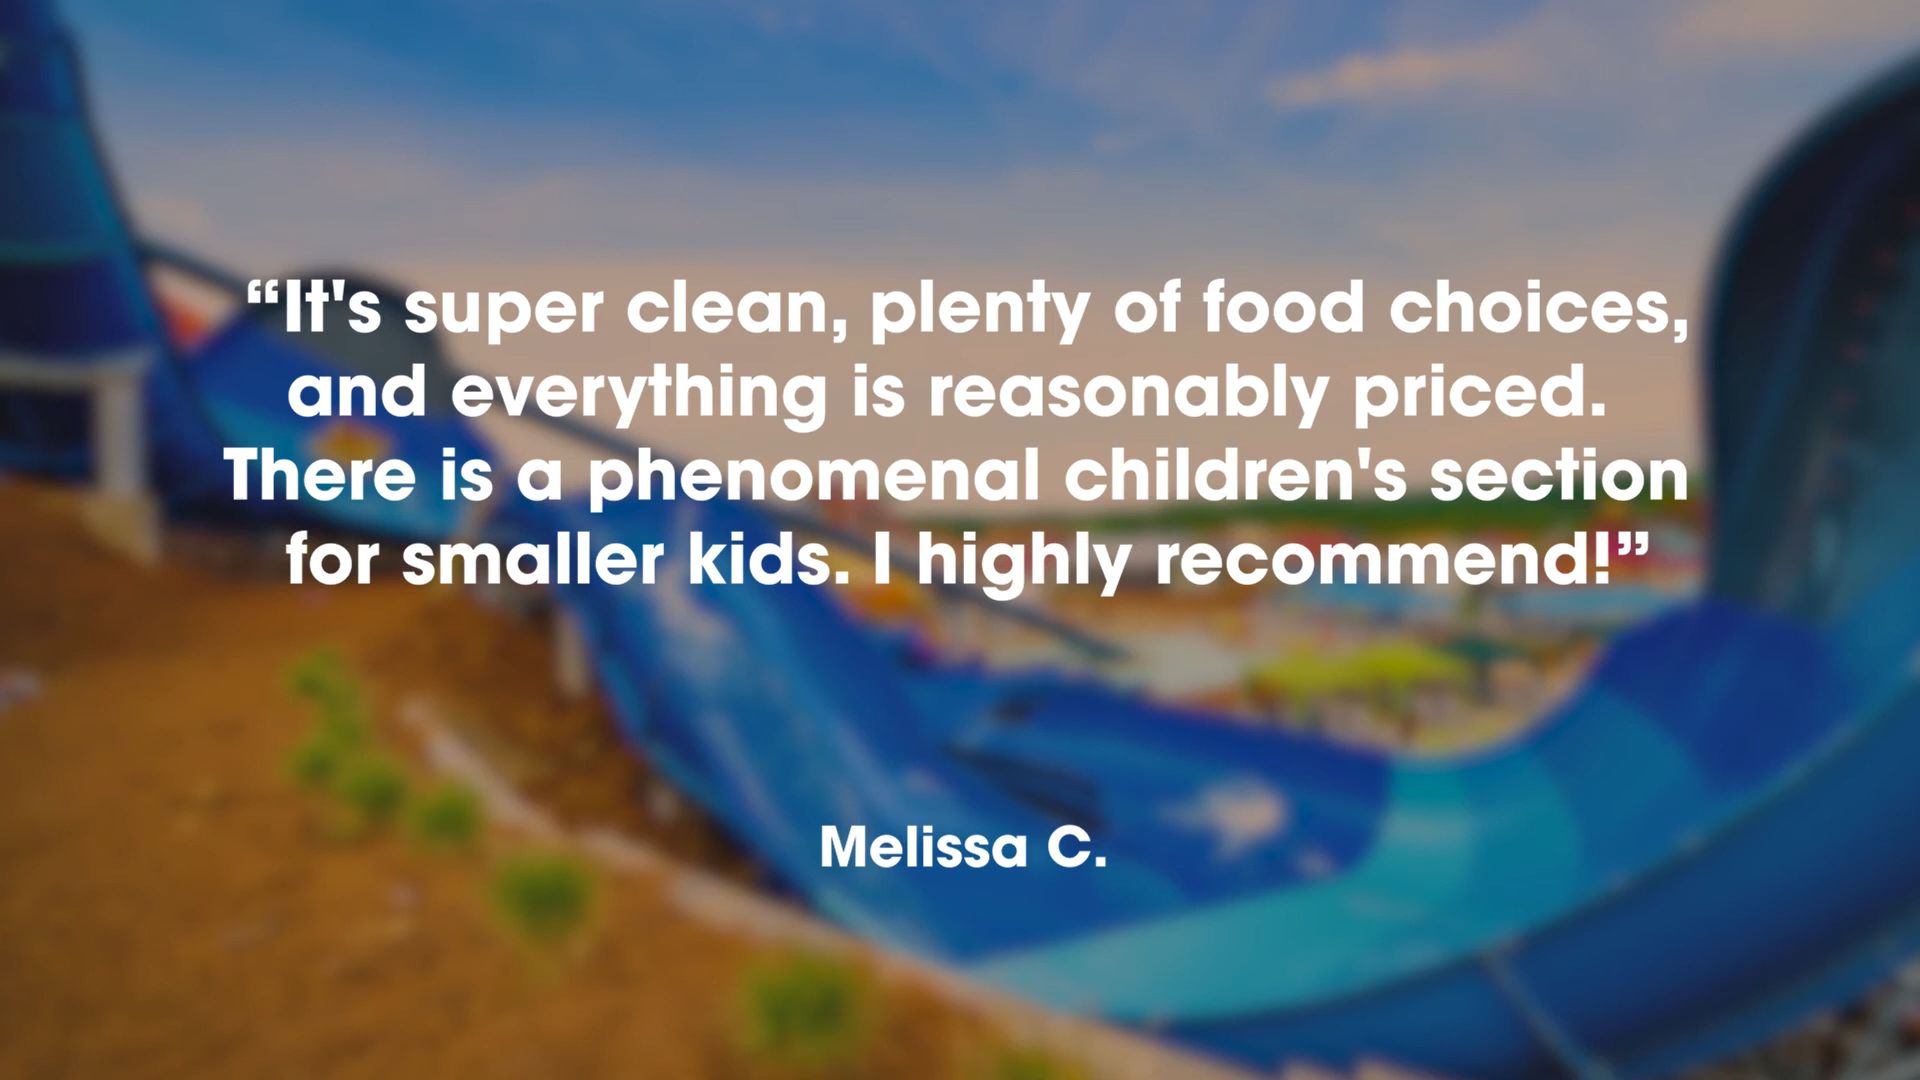 “It's super clean, plenty of food choices,
and everything is reasonably priced.
There is a phenomenal children's section
for smaller kids. I highly recommend!”
Melissa C.